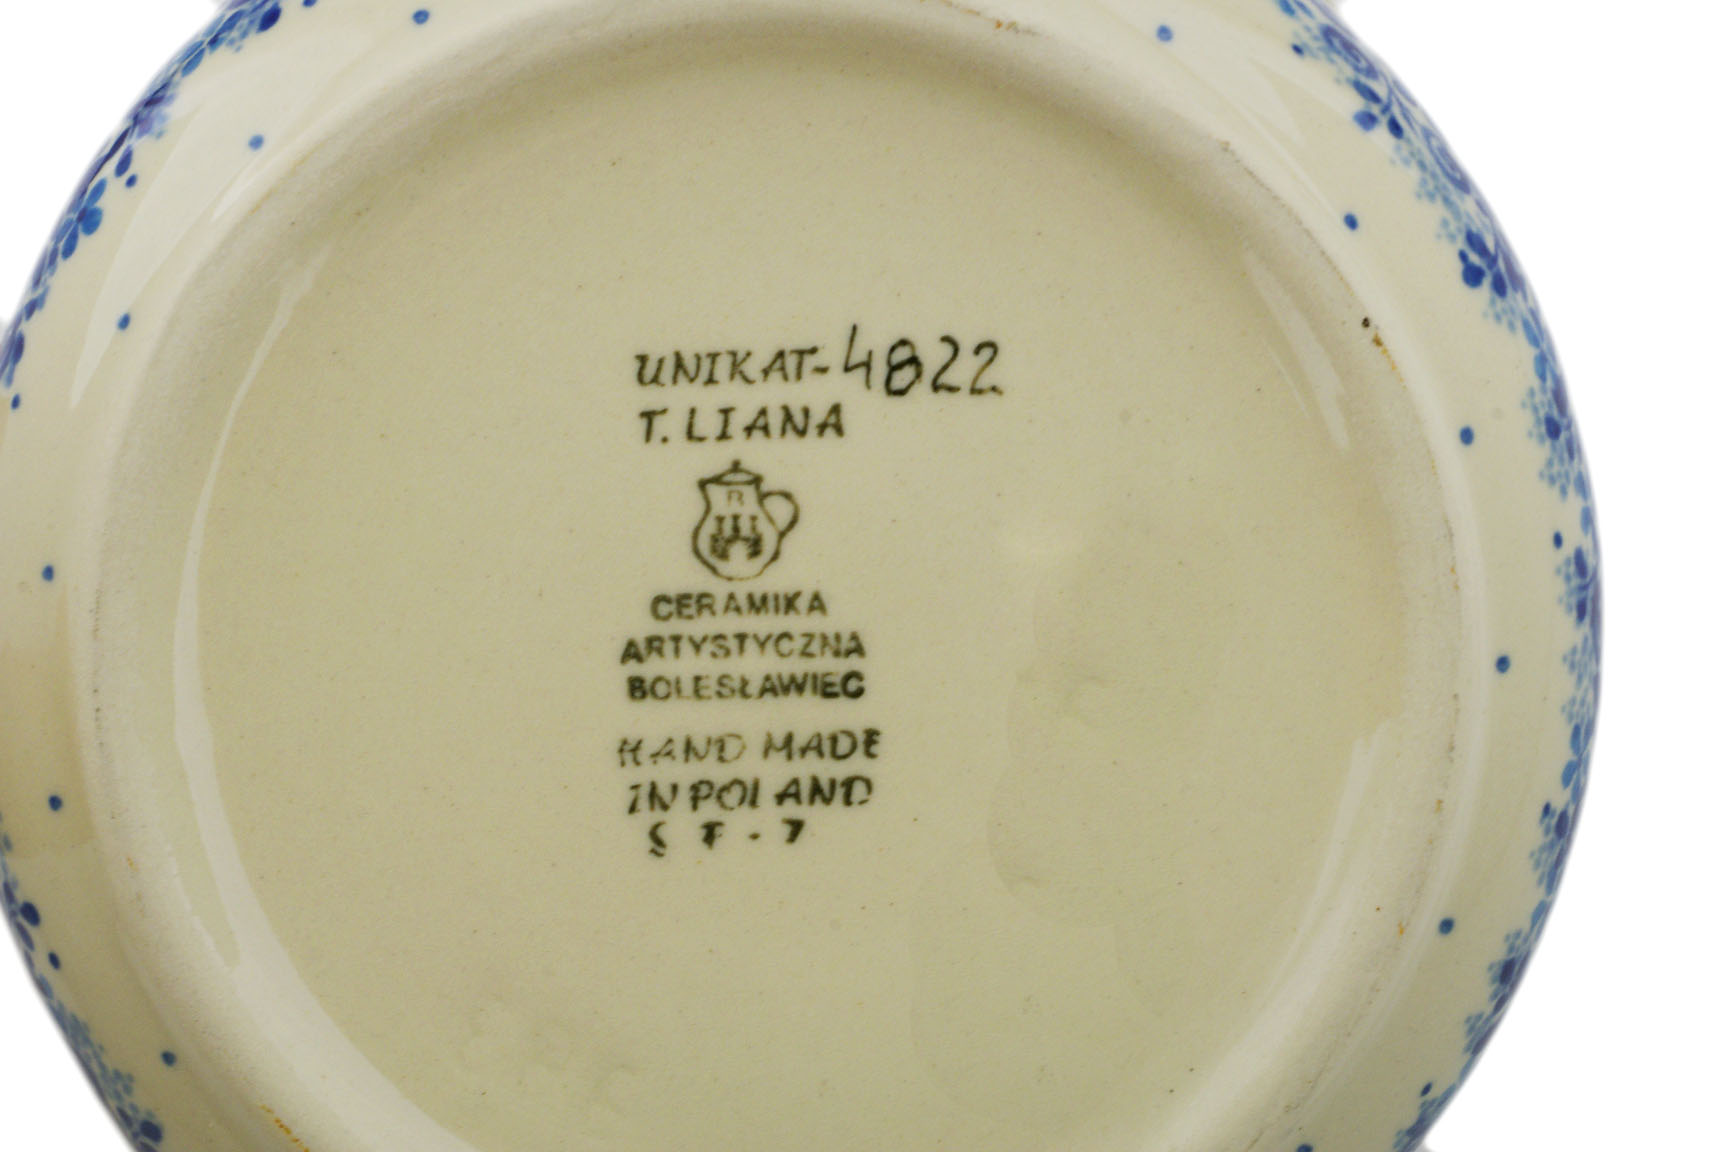 UNIKAT-4822
T. LIANA
R
CERAMIKA
ARTYSTYCZNA
BOLESŁAWIEC
HAND MADE
IN POLAND